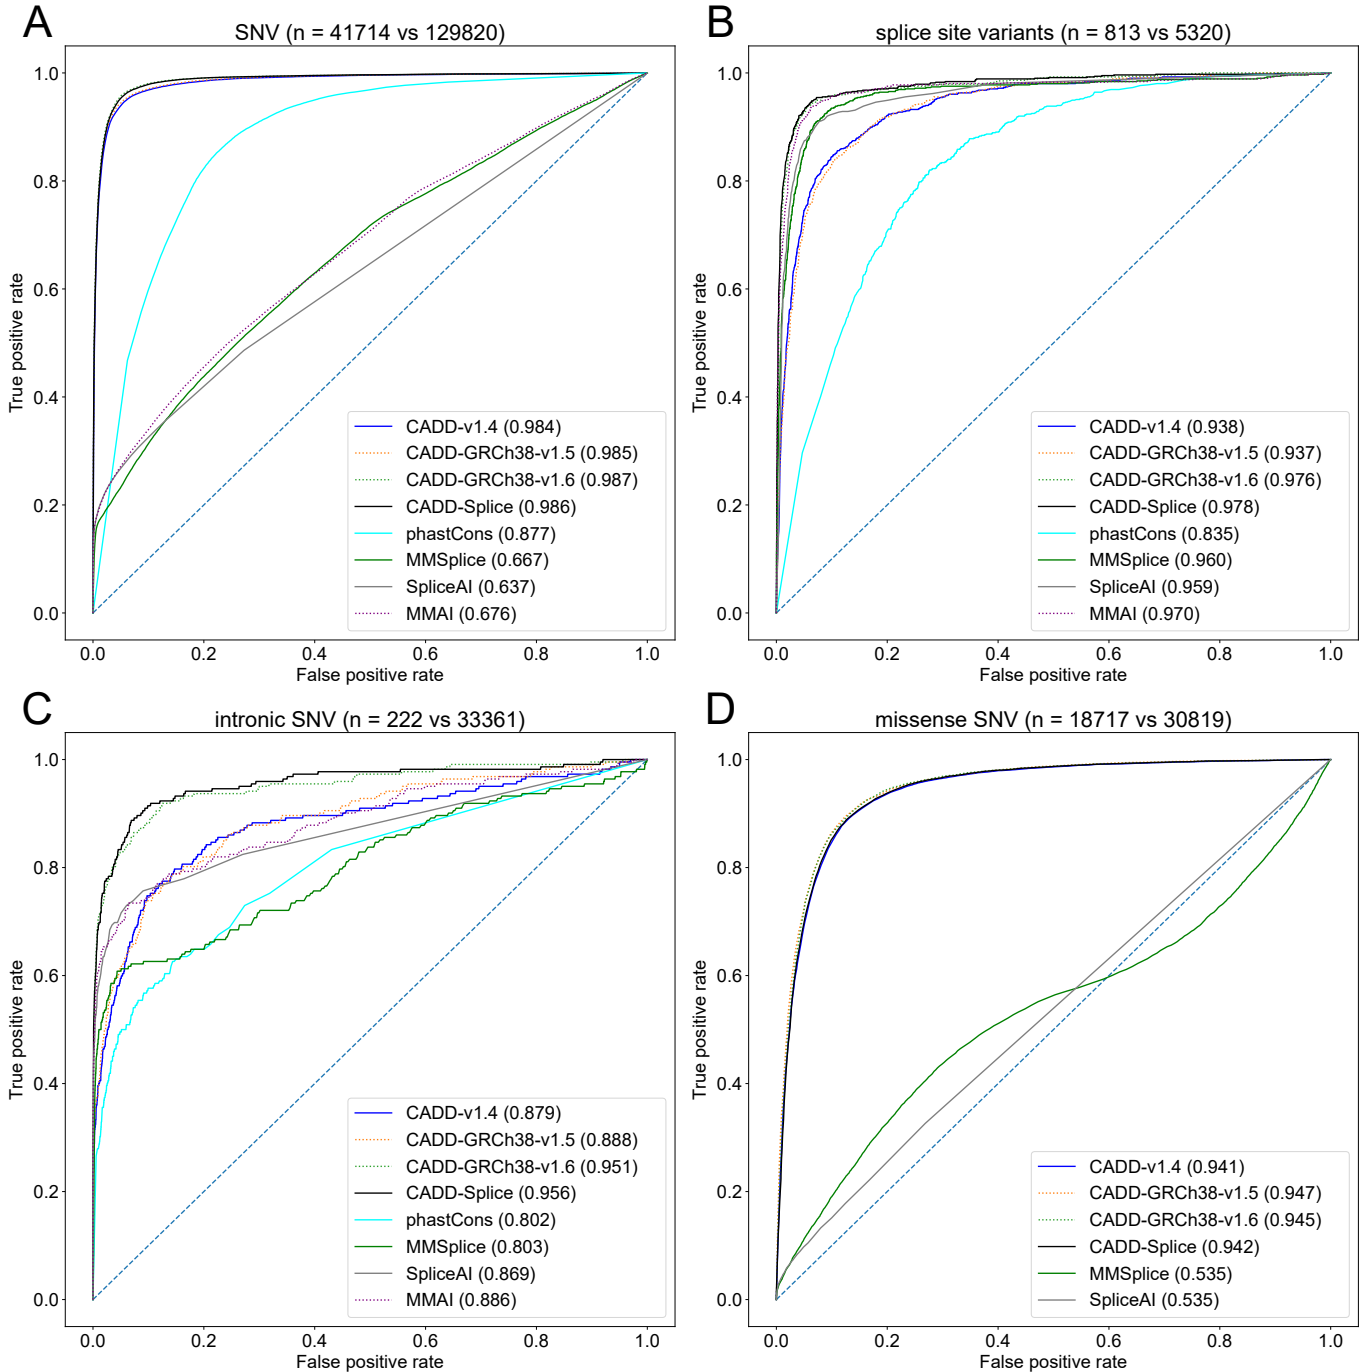 A
SNV (n = 41714 vs 129820)
True positive rate
1.0
0.8
0.6
0.4
0.2
0.0
CADD-v1.4 (0.984)
CADD-GRCh38-v1.5 (0.985)
CADD-GRCh38-v1.6 (0.987)
CADD-Splice (0.986)
phastCons (0.877)
MMSplice (0.667)
SpliceAI (0.637)
MMAI (0.676)
0.0 0.2 0.4 0.6 0.8 1.0
False positive rate
B
splice site variants (n = 813 vs 5320)
True positive rate
1.0
0.8
0.6
0.4
0.2
0.0
CADD-v1.4 (0.938)
CADD-GRCh38-v1.5 (0.937)
CADD-GRCh38-v1.6 (0.976)
CADD-Splice (0.978)
phastCons (0.835)
MMSplice (0.960)
SpliceAI (0.959)
MMAI (0.970)
0.0 0.2 0.4 0.6 0.8 1.0
False positive rate
C
intronic SNV (n = 222 vs 33361)
True positive rate
1.0
0.8
0.6
0.4
0.2
0.0
CADD-v1.4 (0.879)
CADD-GRCh38-v1.5 (0.888)
CADD-GRCh38-v1.6 (0.951)
CADD-Splice (0.956)
phastCons (0.802)
MMSplice (0.803)
SpliceAI (0.869)
MMAI (0.886)
0.0 0.2 0.4 0.6 0.8 1.0
False positive rate
D
missense SNV (n = 18717 vs 30819)
True positive rate
1.0
0.8
0.6
0.4
0.2
0.0
CADD-v1.4 (0.941)
CADD-GRCh38-v1.5 (0.947)
CADD-GRCh38-v1.6 (0.945)
CADD-Splice (0.942)
MMSplice (0.535)
SpliceAI (0.535)
0.0 0.2 0.4 0.6 0.8 1.0
False positive rate